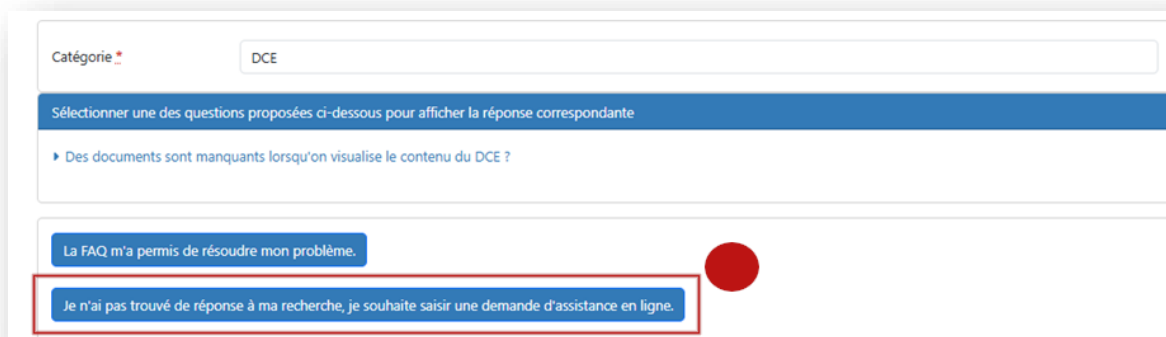 Catégorie * DCE
Sélectionner une des questions proposées ci-dessous pour afficher la réponse correspondante
Des documents sont manquants lorsqu'on visualise le contenu du DCE ?
La FAQ m'a permis de résoudre mon problème.
Je n'ai pas trouvé de réponse à ma recherche, je souhaite saisir une demande d'assistance en ligne.